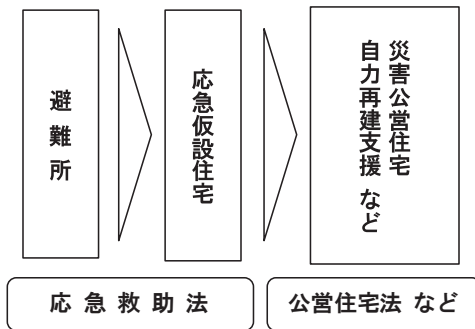 避難所
応急仮設住宅
災害公営住宅
自力再建支援 など
応急救助法
公営住宅法 など